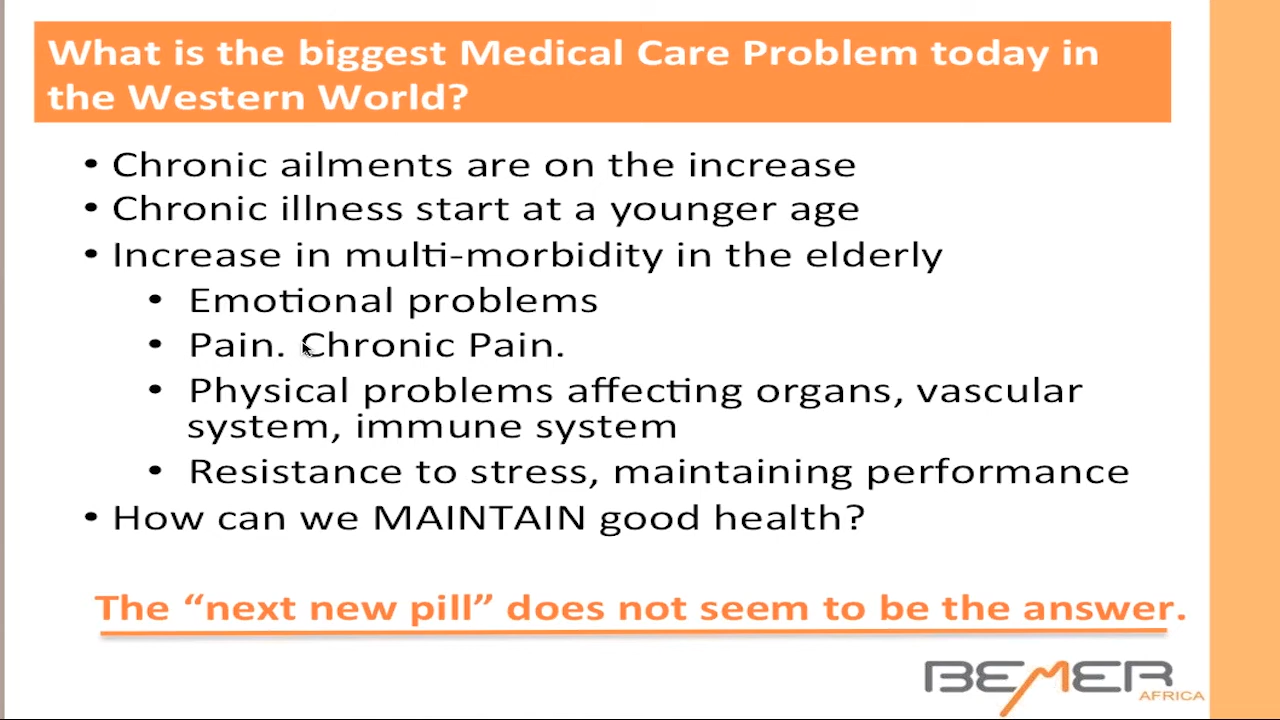 What is the biggest Medical Care Problem today in
the Western World?
• Chronic ailments are on the increase
• Chronic illness start at a younger age
• Increase in multi-morbidity in the elderly
• Emotional problems
• Pain. Chronic Pain.
• Physical problems affecting organs, vascular
system, immune system
• Resistance to stress, maintaining performance
• How can we MAINTAIN good health?
The “next new pill” does not seem to be the answer.
BEMER
AFRICA